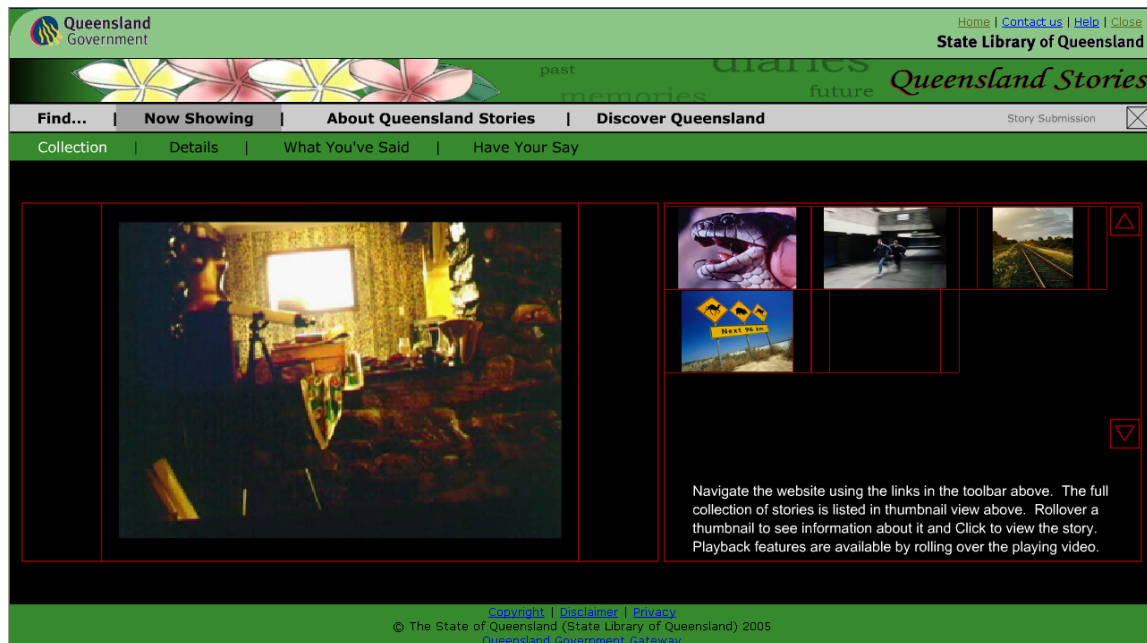 Queensland
Government
Home | Contact us | Help | Close
State Library of Queensland
past
diaries
memories
future
Queensland Stories
Find... | Now Showing | About Queensland Stories | Discover Queensland
Story Submission
Collection | Details | What You've Said | Have Your Say
Next 96 km
Navigate the website using the links in the toolbar above. The full
collection of stories is listed in thumbnail view above. Rollover a
thumbnail to see information about it and Click to view the story.
Playback features are available by rolling over the playing video.
Copyright | Disclaimer | Privacy
© The State of Queensland (State Library of Queensland) 2005
Queensland Government Gateway